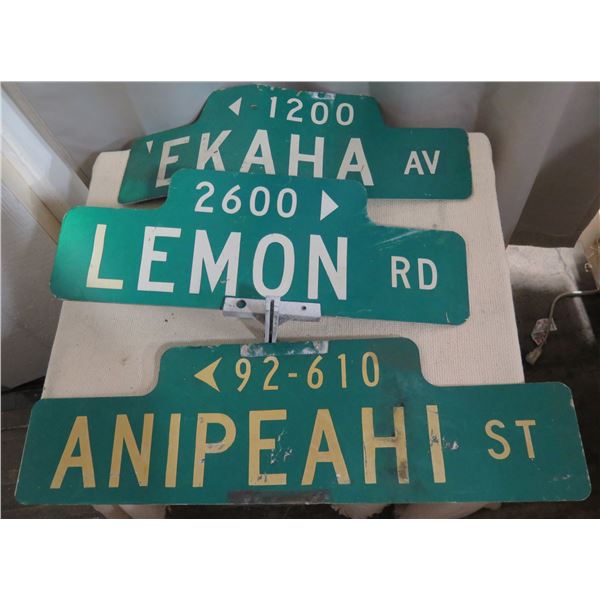 1200
'EKAHA AV
2600
LEMON RD
92-610
ANIPEAHI ST